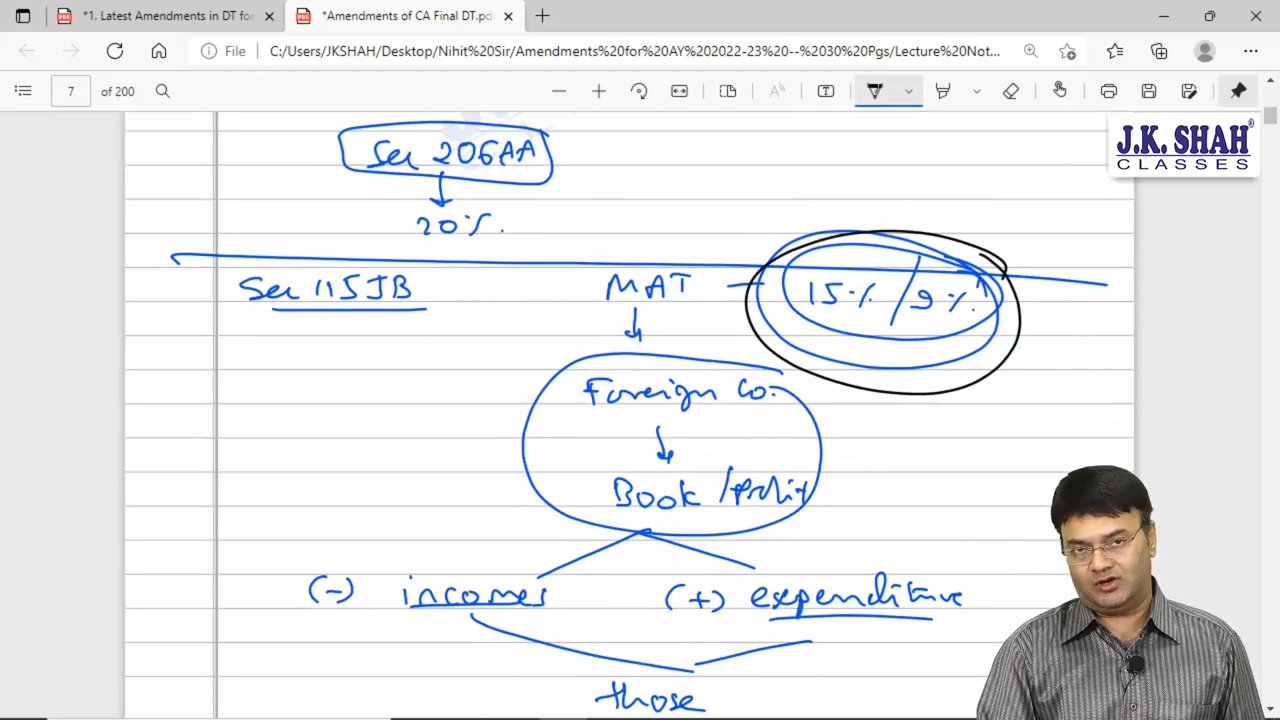 *1. Latest Amendments in DT for
*Amendments of CA Final DT.pdf
File
C:/Users/JKSHAH/Desktop/Nihit%20Sir/Amendments%20for%20AY%202022-23%20--%2030%20Pgs/Lecture%20Not...
7 of 200
J.K. SHAH
CLASSES
Sec 206AA
20%.
Sec 115JB MAT - 15% / 9%.
Foreign Co.
Book /Profit
(-) incomes (+) expenditure
those